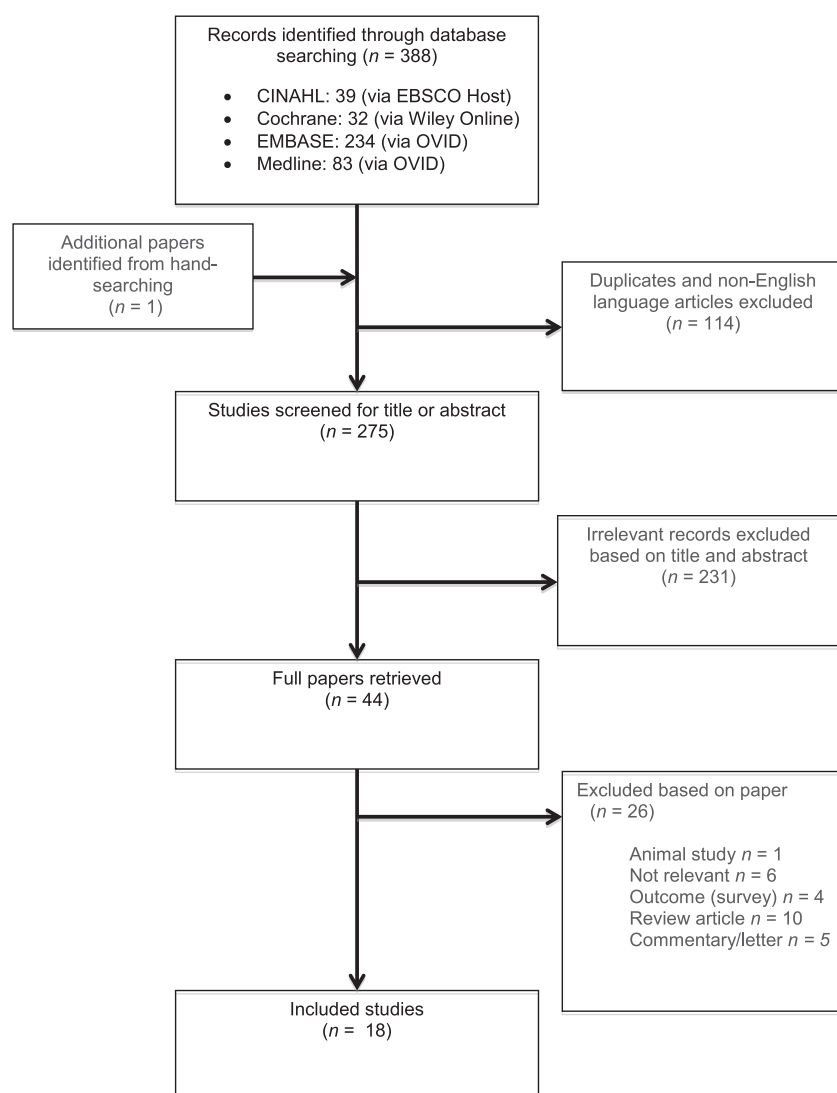 Records identified through database
searching (n = 388)
• CINAHL: 39 (via EBSCO Host)
• Cochrane: 32 (via Wiley Online)
• EMBASE: 234 (via OVID)
• Medline: 83 (via OVID)
Additional papers
identified from hand-
searching
(n = 1)
Duplicates and non-English
language articles excluded
(n = 114)
Studies screened for title or abstract
(n = 275)
Irrelevant records excluded
based on title and abstract
(n = 231)
Full papers retrieved
(n = 44)
Excluded based on paper
(n = 26)
Animal study n = 1
Not relevant n = 6
Outcome (survey) n = 4
Review article n = 10
Commentary/letter n = 5
Included studies
(n = 18)